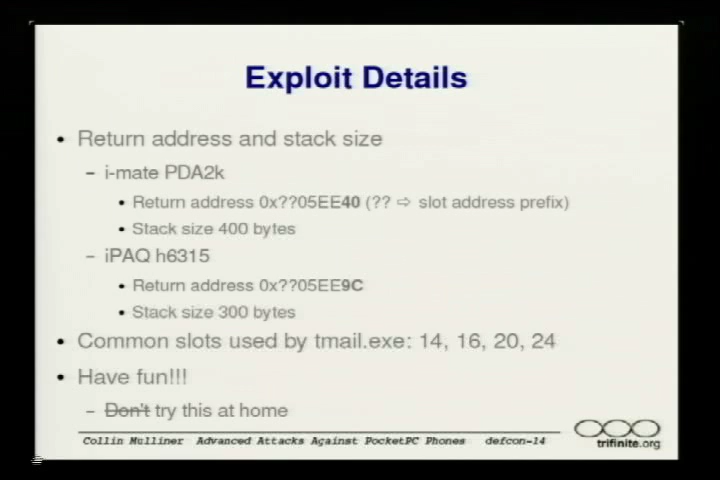 Exploit Details
• Return address and stack size
– i-mate PDA2k
• Return address 0x??05EE40 (?? ⇨ slot address prefix)
• Stack size 400 bytes
– iPAQ h6315
• Return address 0x??05EE9C
• Stack size 300 bytes
• Common slots used by tmail.exe: 14, 16, 20, 24
• Have fun!!!
– Don't try this at home
Collin Mulliner Advanced Attacks Against PocketPC Phones defcon-14
trifinite.org